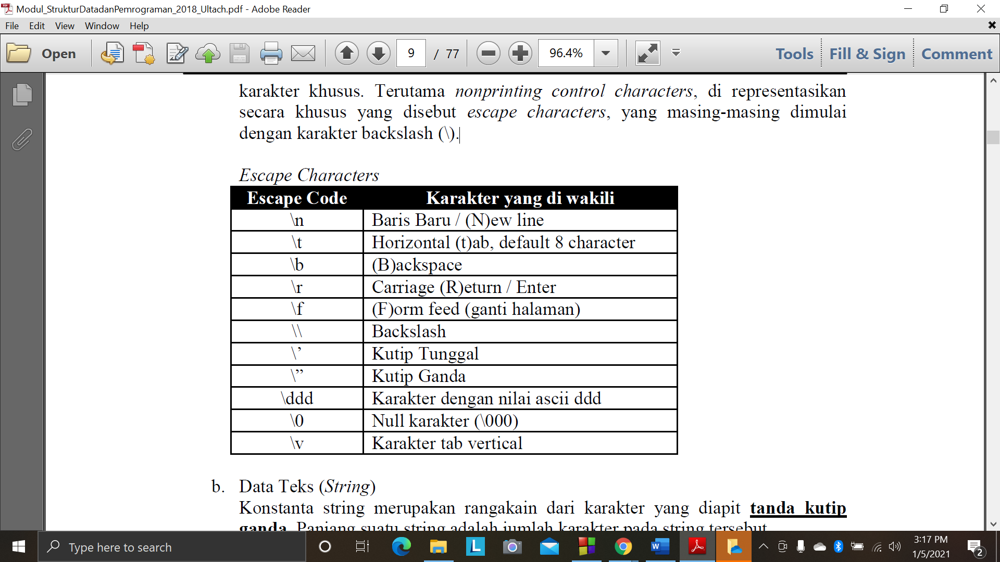 Modul_StrukturDatadanPemrograman_2018_Ultach.pdf - Adobe Reader
File Edit View Window Help
Open 9 / 77 96.4% Tools Fill & Sign Comment
karakter khusus. Terutama nonprinting control characters, di representasikan
secara khusus yang disebut escape characters, yang masing-masing dimulai
dengan karakter backslash (\).
Escape Characters
Escape Code Karakter yang di wakili
\n Baris Baru / (N)ew line
\t Horizontal (t)ab, default 8 character
\b (B)ackspace
\r Carriage (R)eturn / Enter
\f (F)orm feed (ganti halaman)
\\ Backslash
\’ Kutip Tunggal
\” Kutip Ganda
\ddd Karakter dengan nilai ascii ddd
\0 Null karakter (\000)
\v Karakter tab vertical
b. Data Teks (String)
Konstanta string merupakan rangakain dari karakter yang diapit tanda kutip
ganda. Panjang suatu string adalah jumlah karakter pada string tersebut
Type here to search
3:17 PM
1/5/2021
2